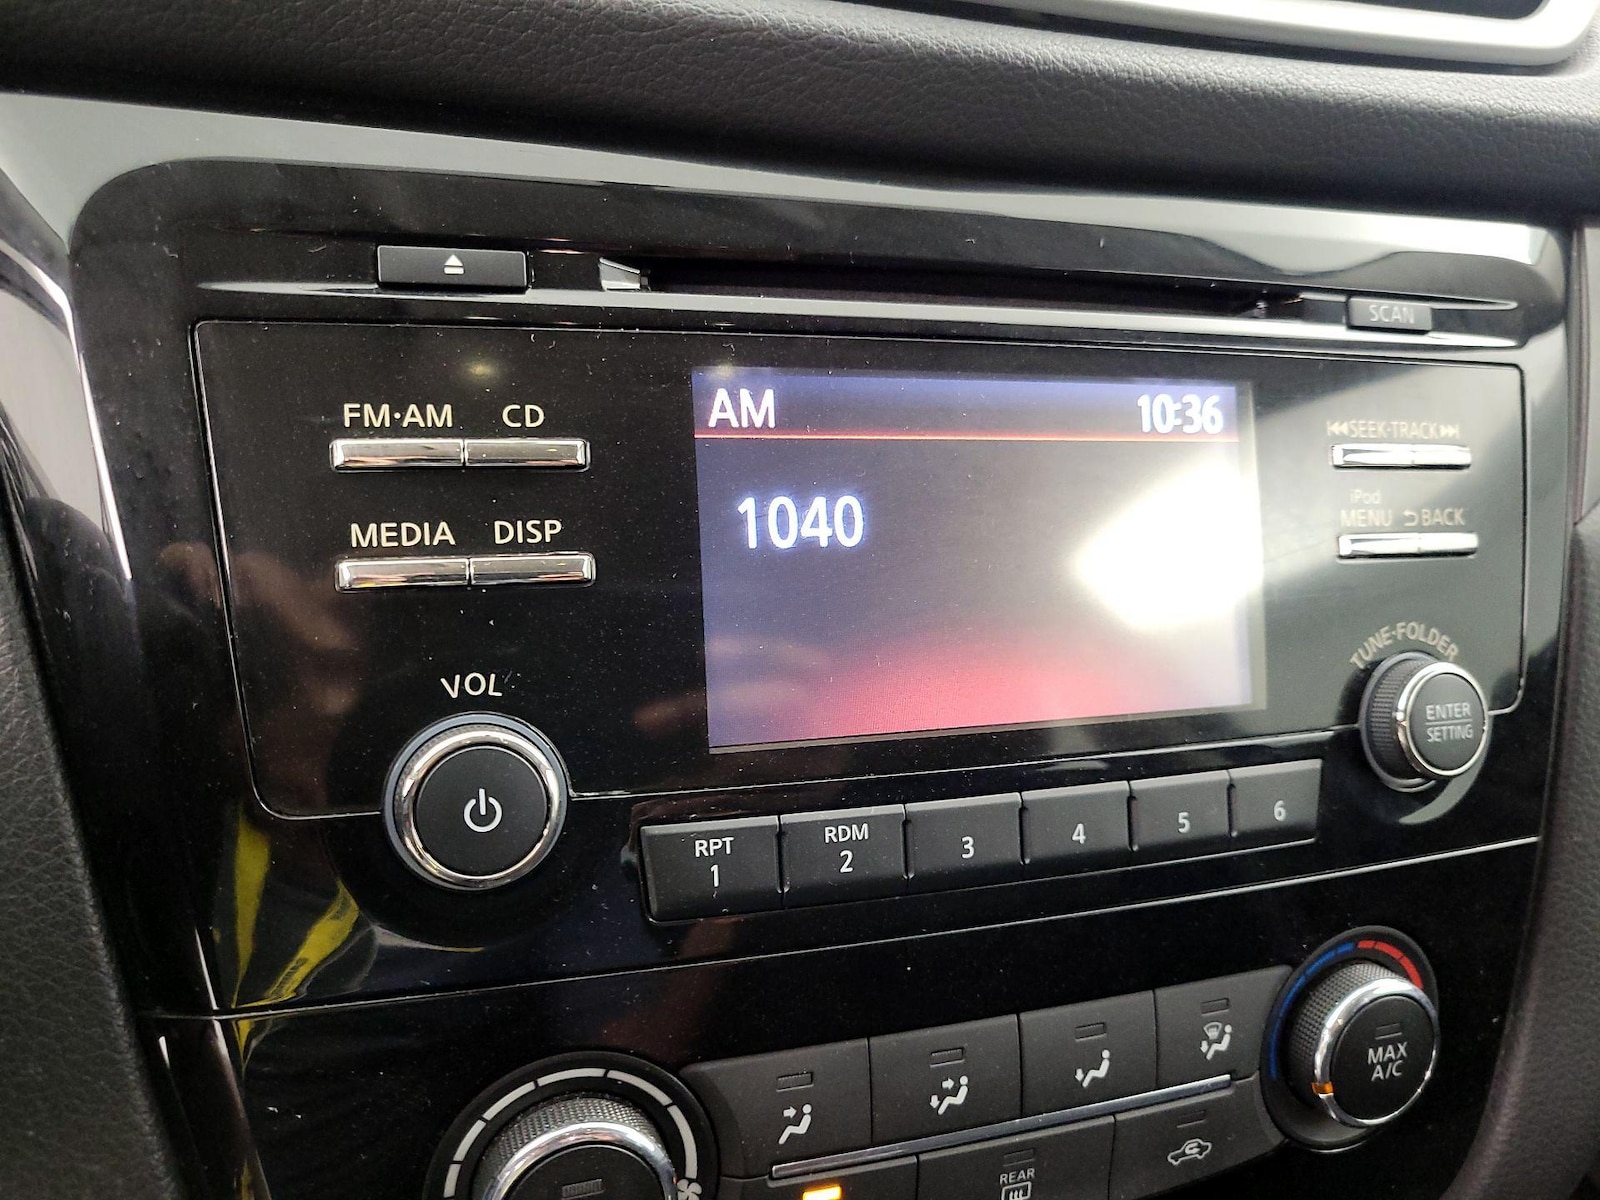 SCAN
FM·AM CD
AM 10:36
SEEK·TRACK
1040
iPod
MENU BACK
MEDIA DISP
TUNE·FOLDER
VOL
ENTER
SETTING
RPT
1
RDM
2
3
4
5
6
MAX
A/C
REAR